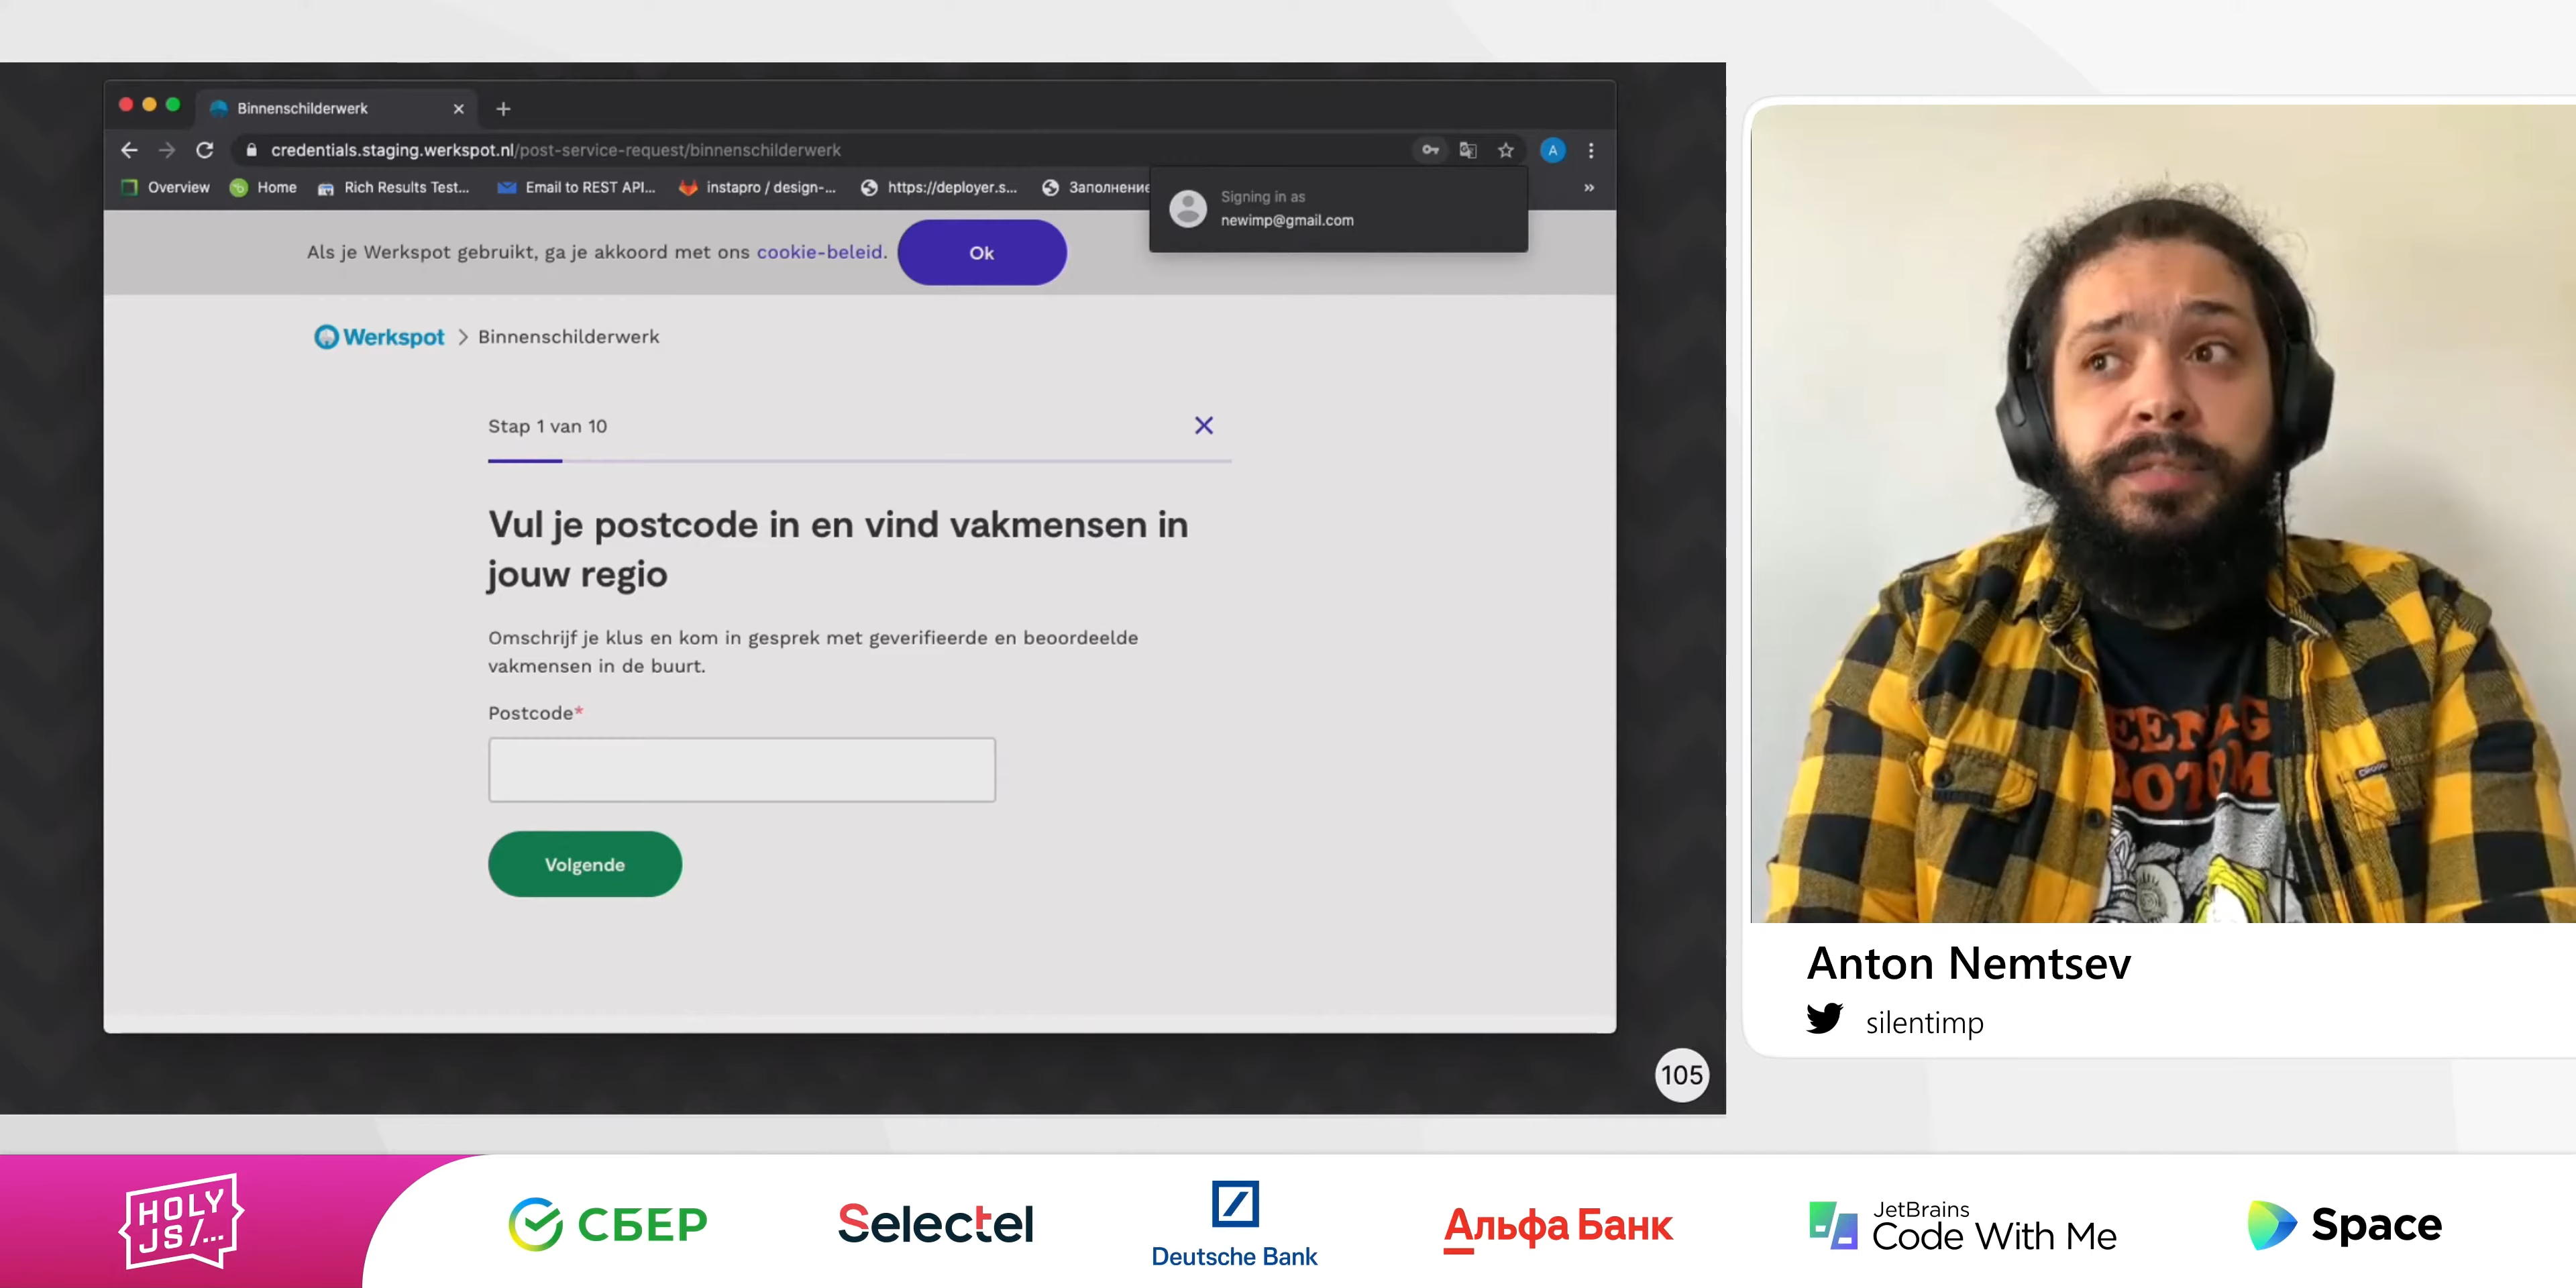 Binnenschilderwerk
credentials.staging.werkspot.nl/post-service-request/binnenschilderwerk
A
Overview
Home
Rich Results Test...
Email to REST API...
instapro / design-...
https://deployer.s...
Заполнение
»
Signing in as
newimp@gmail.com
Als je Werkspot gebruikt, ga je akkoord met ons cookie-beleid.
Ok
Werkspot > Binnenschilderwerk
Stap 1 van 10
Vul je postcode in en vind vakmensen in
jouw regio
Omschrijf je klus en kom in gesprek met geverifieerde en beoordeelde
vakmensen in de buurt.
Postcode*
Volgende
105
Anton Nemtsev
silentimp
HOLY
JS/...
СБЕР
Selectel
Deutsche Bank
Альфа Банк
JetBrains
Code With Me
Space